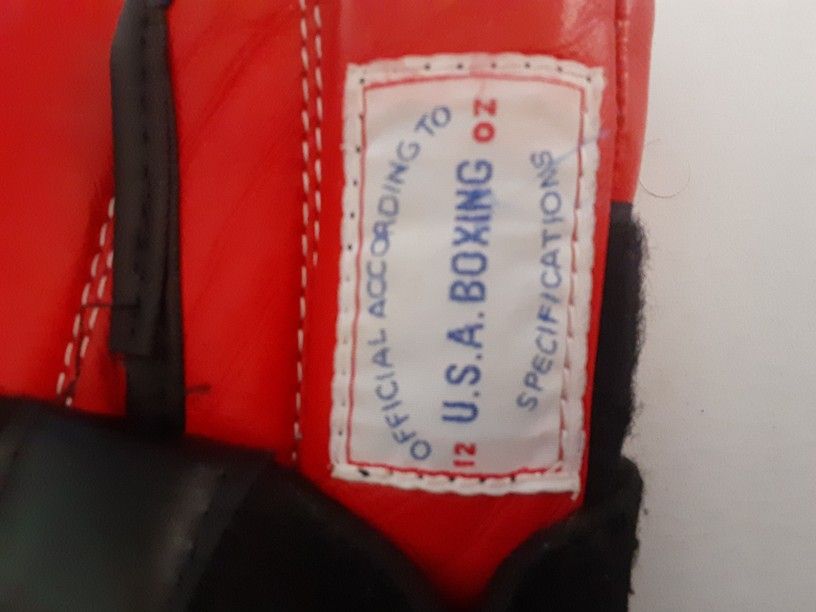 OFFICIAL ACCORDING TO
12 U.S.A. BOXING OZ
SPECIFICATIONS